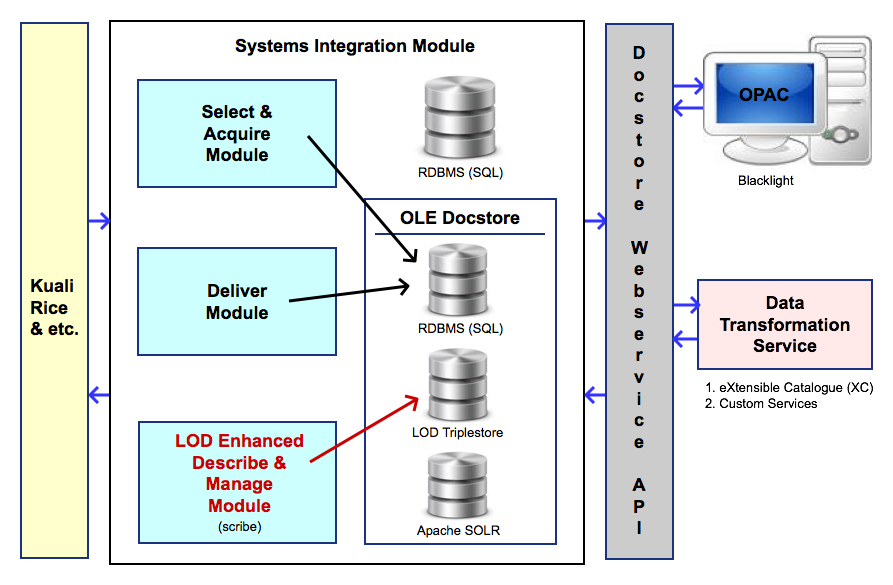 Systems Integration Module
Kuali
Rice
& etc.
Select &
Acquire
Module
RDBMS (SQL)
OLE Docstore
Deliver
Module
RDBMS (SQL)
LOD Triplestore
LOD Enhanced
Describe &
Manage
Module
(scribe)
Apache SOLR
Docstore Webservice API
OPAC
Blacklight
Data
Transformation
Service
1. eXtensible Catalogue (XC)
2. Custom Services